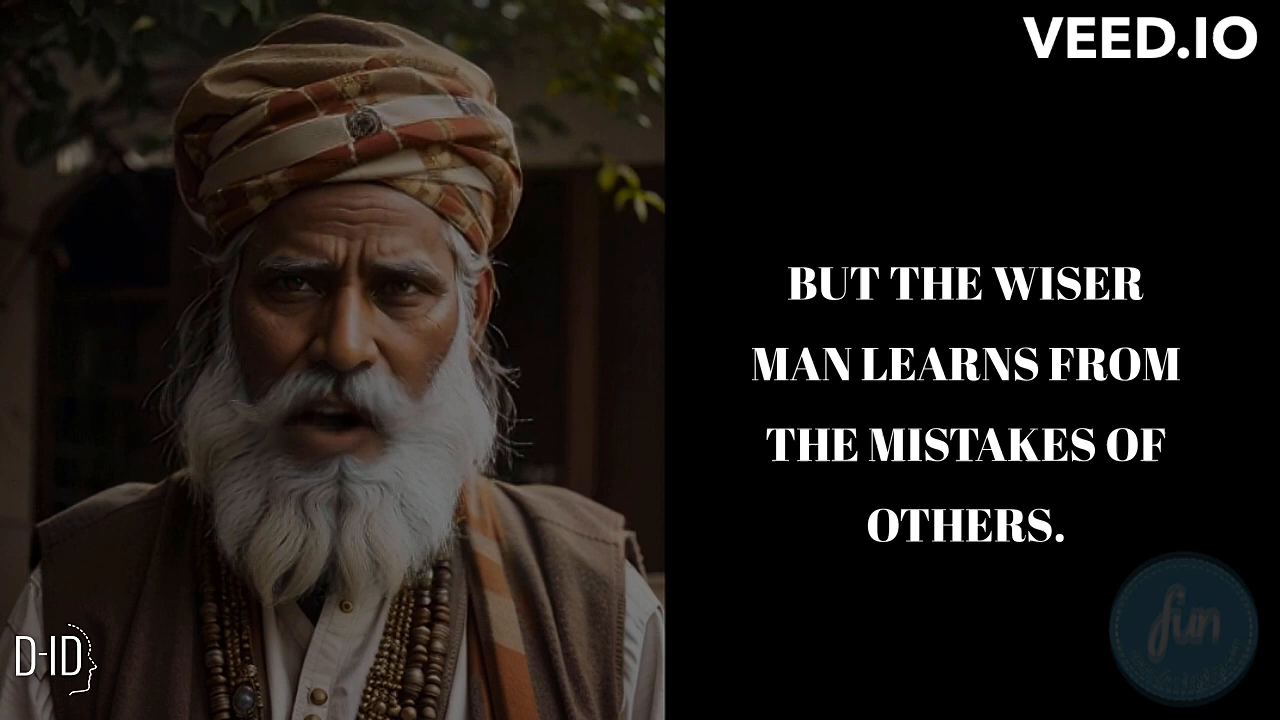 VEED.IO
BUT THE WISER
MAN LEARNS FROM
THE MISTAKES OF
OTHERS.
D-ID
fun